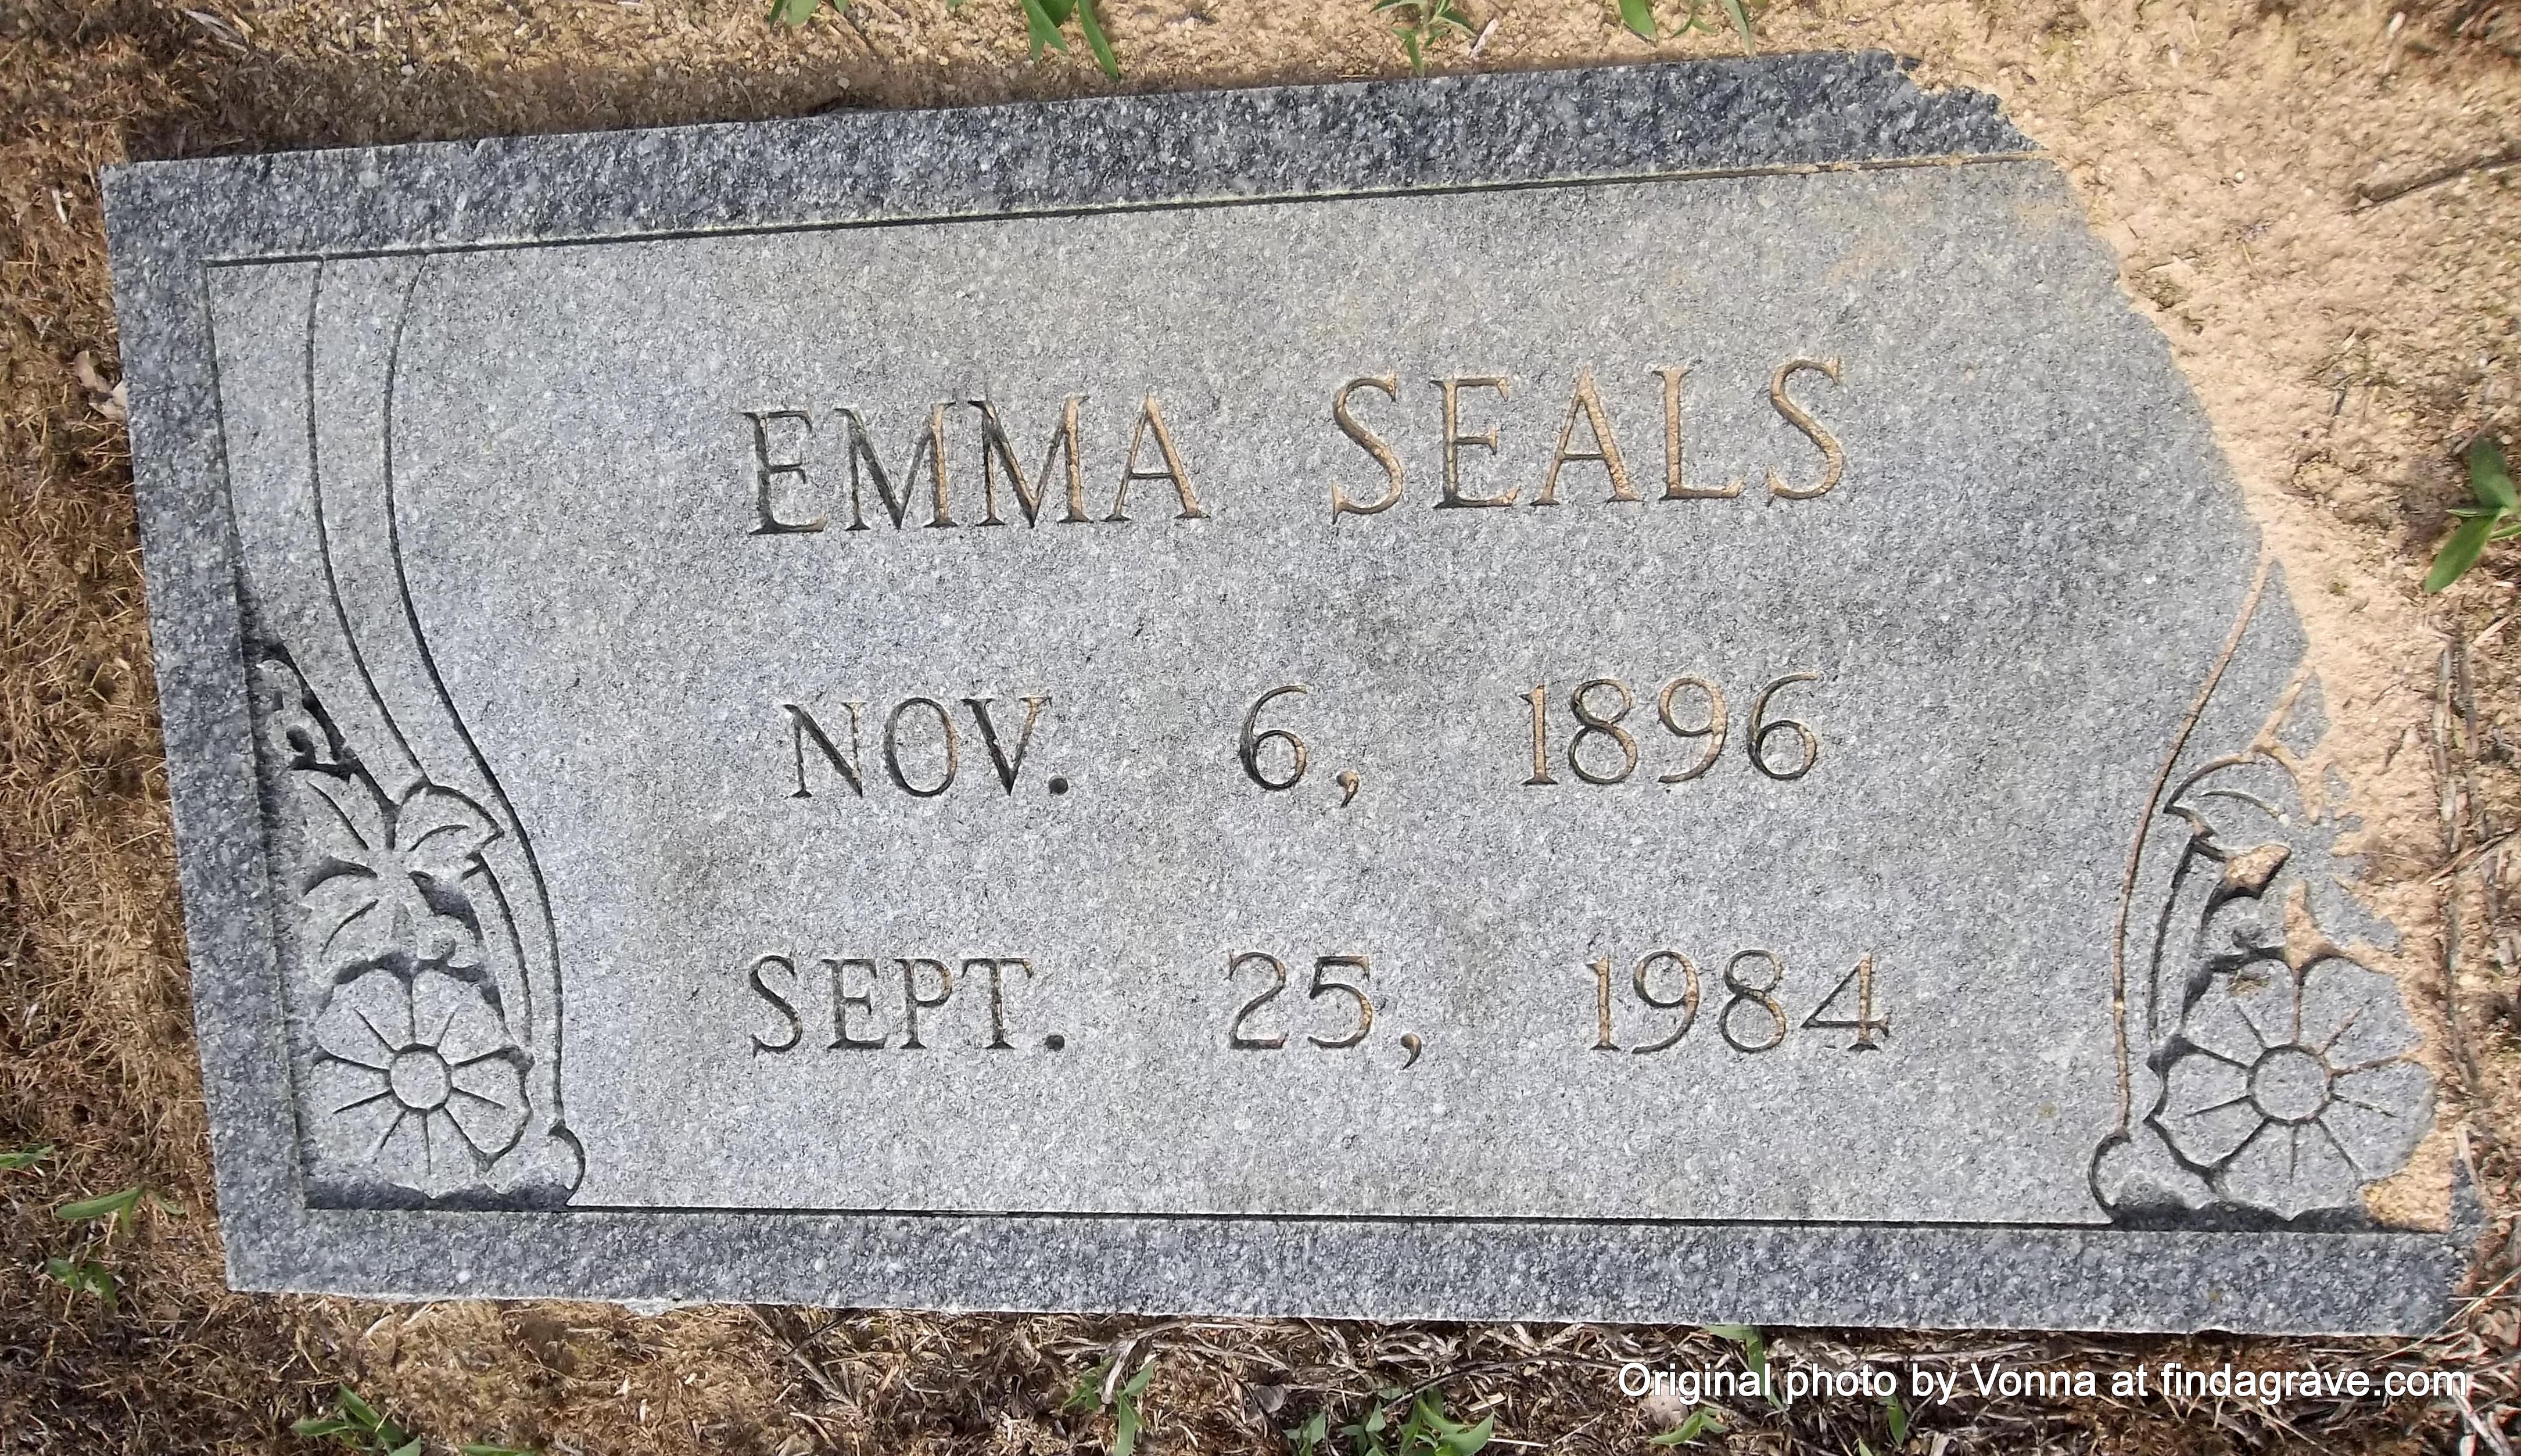 EMMA SEALS
NOV. 6, 1896
SEPT. 25, 1984
Original photo by Vonna at findagrave.com